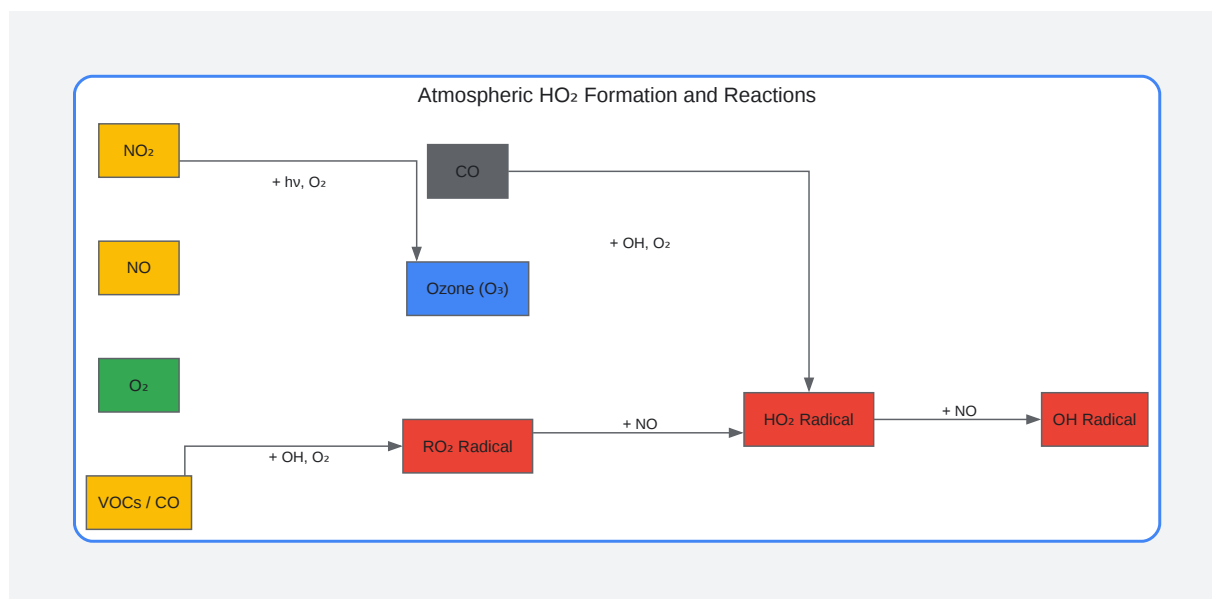 Atmospheric HO₂ Formation and Reactions
NO₂
CO
+ hν, O₂
+ OH, O₂
NO
Ozone (O₃)
O₂
HO₂ Radical
+ NO
OH Radical
+ NO
RO₂ Radical
+ OH, O₂
VOCs / CO